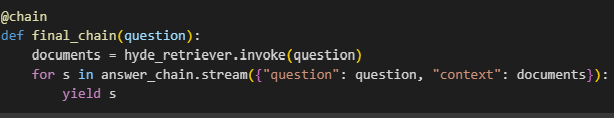 @chain
def final_chain(question):
    documents = hyde_retriever.invoke(question)
    for s in answer_chain.stream({"question": question, "context": documents}):
        yield s